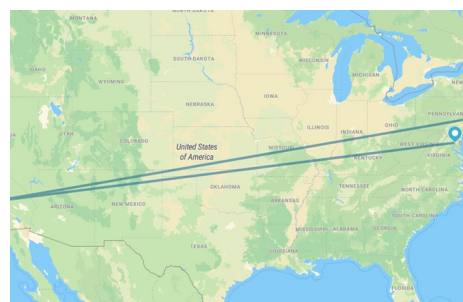 NORTH DAKOTA
MONTANA
MINNESOTA
SOUTH DAKOTA
WISCONSIN
IDAHO
MICHIGAN
WYOMING
IOWA
NEBRASKA
PENNSYLVANIA
ILLINOIS
INDIANA
OHIO
UTAH
COLORADO
United States
of America
MISSOURI
WEST VIRGINIA
KENTUCKY
VIRGINIA
OKLAHOMA
TENNESSEE
NORTH CAROLINA
ARIZONA
NEW MEXICO
ARKANSAS
SOUTH CAROLINA
MISSISSIPPI
ALABAMA
GEORGIA
TEXAS
LOUISIANA
FLORIDA